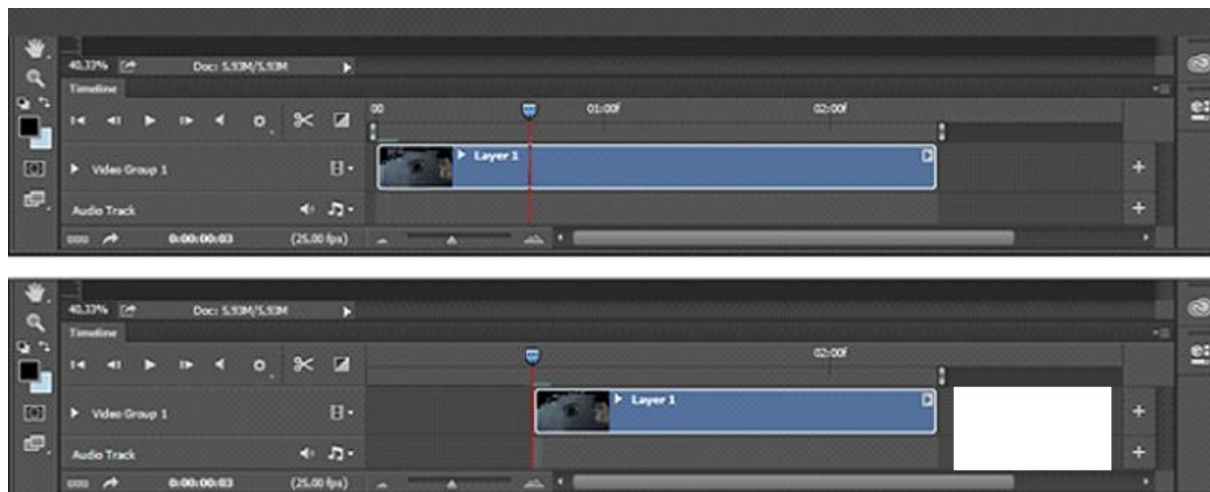 40.33% Doc: 5.93M/5.93M
Timeline
00 01:00f 02:00f
Layer 1
Video Group 1
Audio Track
0:00:00:03 (25.00 fps)
40.33% Doc: 5.93M/5.93M
Timeline
02:00f
Layer 1
Video Group 1
Audio Track
0:00:00:03 (25.00 fps)